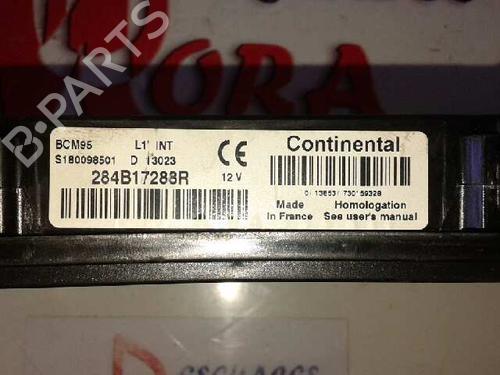 ORA
B-PARTS
BCM95 L1' INT
S180098501 D 13023
284B17288R 12 V
CE
Continental
Made
in France
Homologation
See user's manual